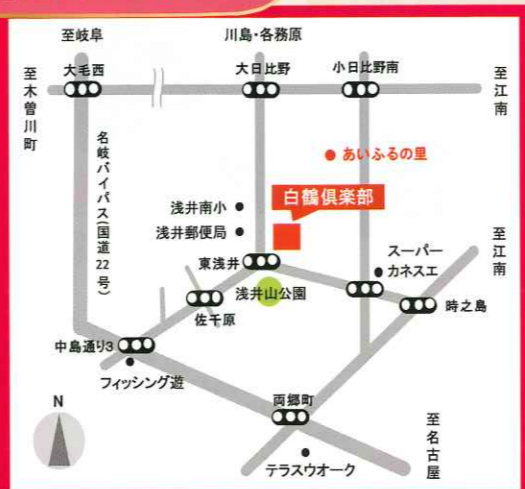 至岐阜
川島・各務原
大毛西
大日比野
小日比野南
至木曽川町
至江南
名岐バイパス(国道22号)
あいふるの里
白鶴倶楽部
浅井南小
浅井郵便局
至江南
スーパー
カネスエ
東浅井
浅井山公園
時之島
佐千原
中島通り3
フィッシング遊
N
両郷町
至名古屋
テラスウオーク